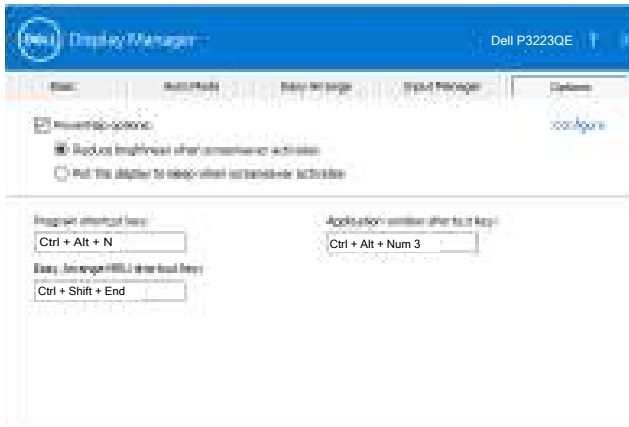 DELL Display Manager
Dell P3223QE ?
Basic Auto Mode Easy Arrange Input Manager Options
PowerNap options: configure
Reduce brightness when screensaver activates
Put the display to sleep when screensaver activates
Program shortcut key: Application window shortcut key:
Ctrl + Alt + N Ctrl + Alt + Num 3
Easy Arrange shortcut key:
Ctrl + Shift + End